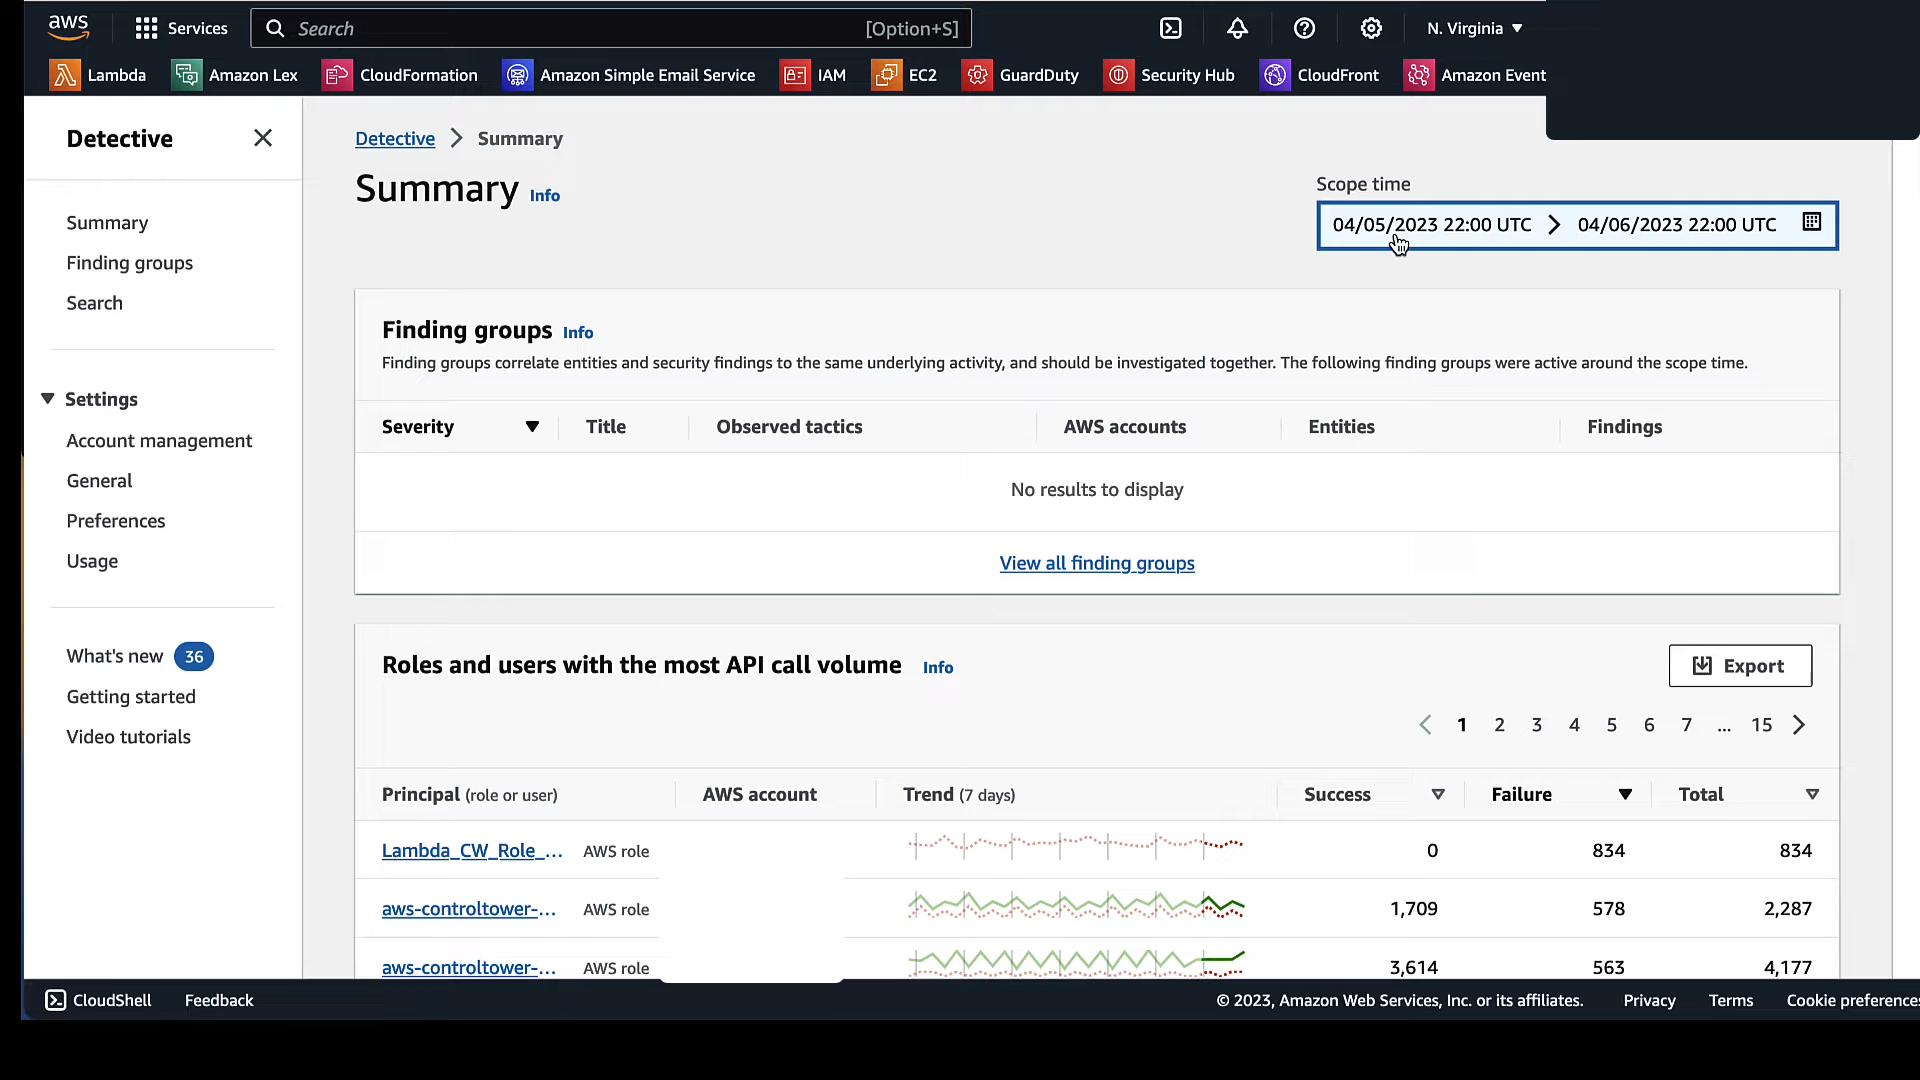 aws
Services
Search
[Option+S]
N. Virginia
Lambda
Amazon Lex
CloudFormation
Amazon Simple Email Service
IAM
EC2
GuardDuty
Security Hub
CloudFront
Amazon Event
Detective
Summary
Finding groups
Search
Settings
Account management
General
Preferences
Usage
What's new 36
Getting started
Video tutorials
Detective > Summary
Summary Info
Scope time
04/05/2023 22:00 UTC > 04/06/2023 22:00 UTC
Finding groups Info
Finding groups correlate entities and security findings to the same underlying activity, and should be investigated together. The following finding groups were active around the scope time.
Severity Title Observed tactics AWS accounts Entities Findings
No results to display
View all finding groups
Roles and users with the most API call volume Info
Export
1 2 3 4 5 6 7 ... 15
Principal (role or user) AWS account Trend (7 days) Success Failure Total
Lambda_CW_Role_... AWS role 0 834 834
aws-controltower-... AWS role 1,709 578 2,287
aws-controltower-... AWS role 3,614 563 4,177
CloudShell Feedback © 2023, Amazon Web Services, Inc. or its affiliates. Privacy Terms Cookie preferences